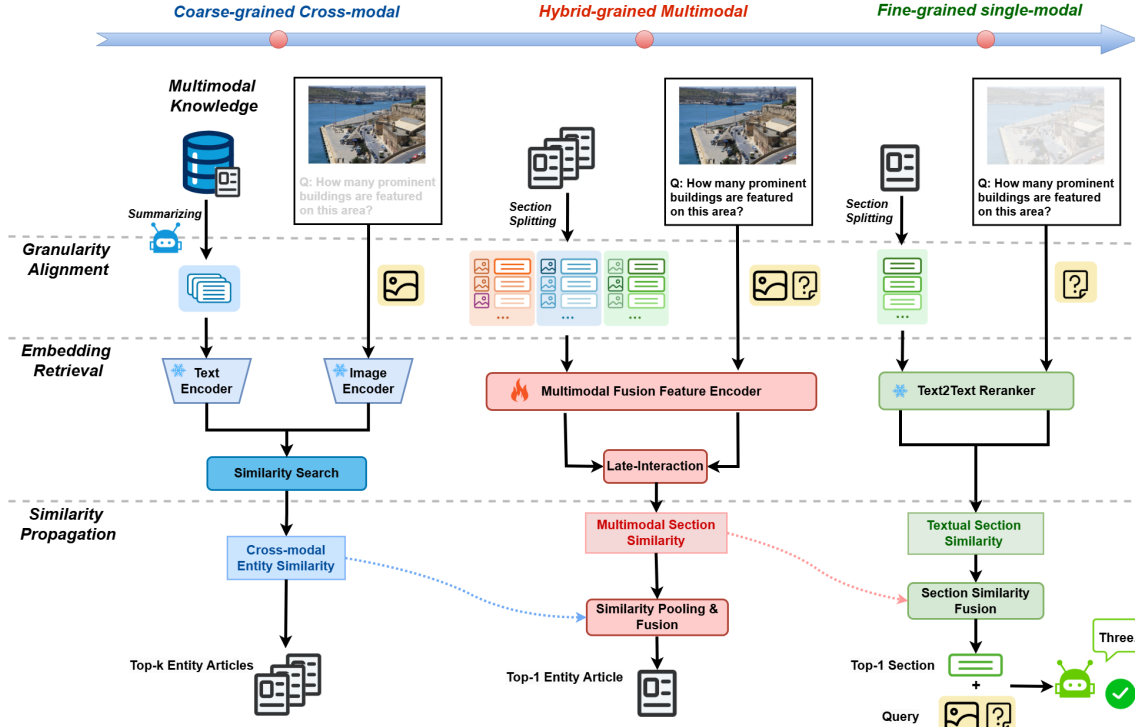 Coarse-grained Cross-modal
Hybrid-grained Multimodal
Fine-grained single-modal
Multimodal
Knowledge
Q: How many prominent
buildings are featured
on this area?
Q: How many prominent
buildings are featured
on this area?
Q: How many prominent
buildings are featured
on this area?
Summarizing
Section
Splitting
Section
Splitting
Granularity
Alignment
...
...
...
...
Embedding
Retrieval
Text
Encoder
Image
Encoder
Multimodal Fusion Feature Encoder
Text2Text Reranker
Similarity Search
Late-Interaction
Similarity
Propagation
Cross-modal
Entity Similarity
Multimodal Section
Similarity
Textual Section
Similarity
Similarity Pooling &
Fusion
Section Similarity
Fusion
Top-k Entity Articles
Top-1 Entity Article
Top-1 Section
+
Query
Three.